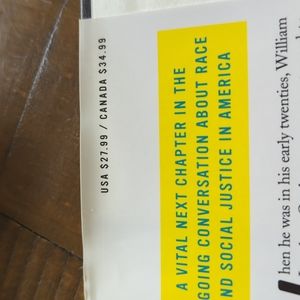 USA $27.99 / CANADA $34.99
A VITAL NEXT CHAPTER IN THE
GOING CONVERSATION ABOUT RACE
ND SOCIAL JUSTICE IN AMERICA
hen he was in his early twenties, William